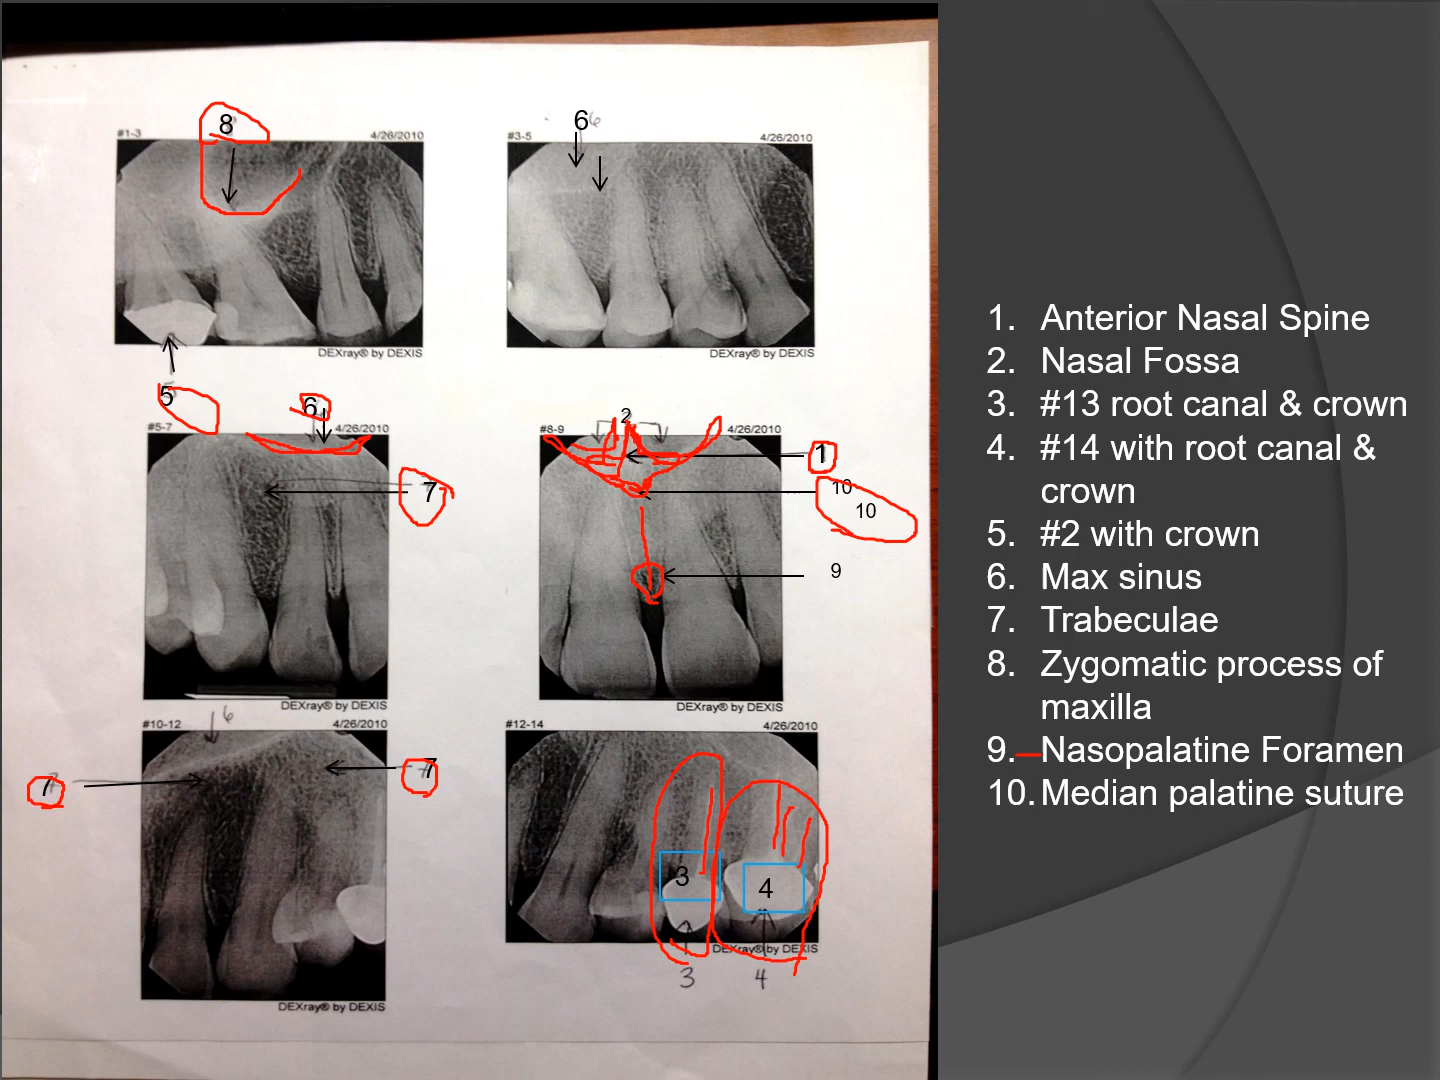 8
#1-3 4/26/2010
DEXray® by DEXIS
5
6 6
#3-5 4/26/2010
DEXray® by DEXIS
6
#5-7 4/26/2010
7
DEXray® by DEXIS
2
#8-9 4/26/2010
1
10
10
9
DEXray® by DEXIS
6
#10-12 4/26/2010
7 7
DEXray® by DEXIS
#12-14 4/26/2010
3 4
DEXray® by DEXIS
3 4
1. Anterior Nasal Spine
2. Nasal Fossa
3. #13 root canal & crown
4. #14 with root canal &
crown
5. #2 with crown
6. Max sinus
7. Trabeculae
8. Zygomatic process of
maxilla
9. Nasopalatine Foramen
10. Median palatine suture